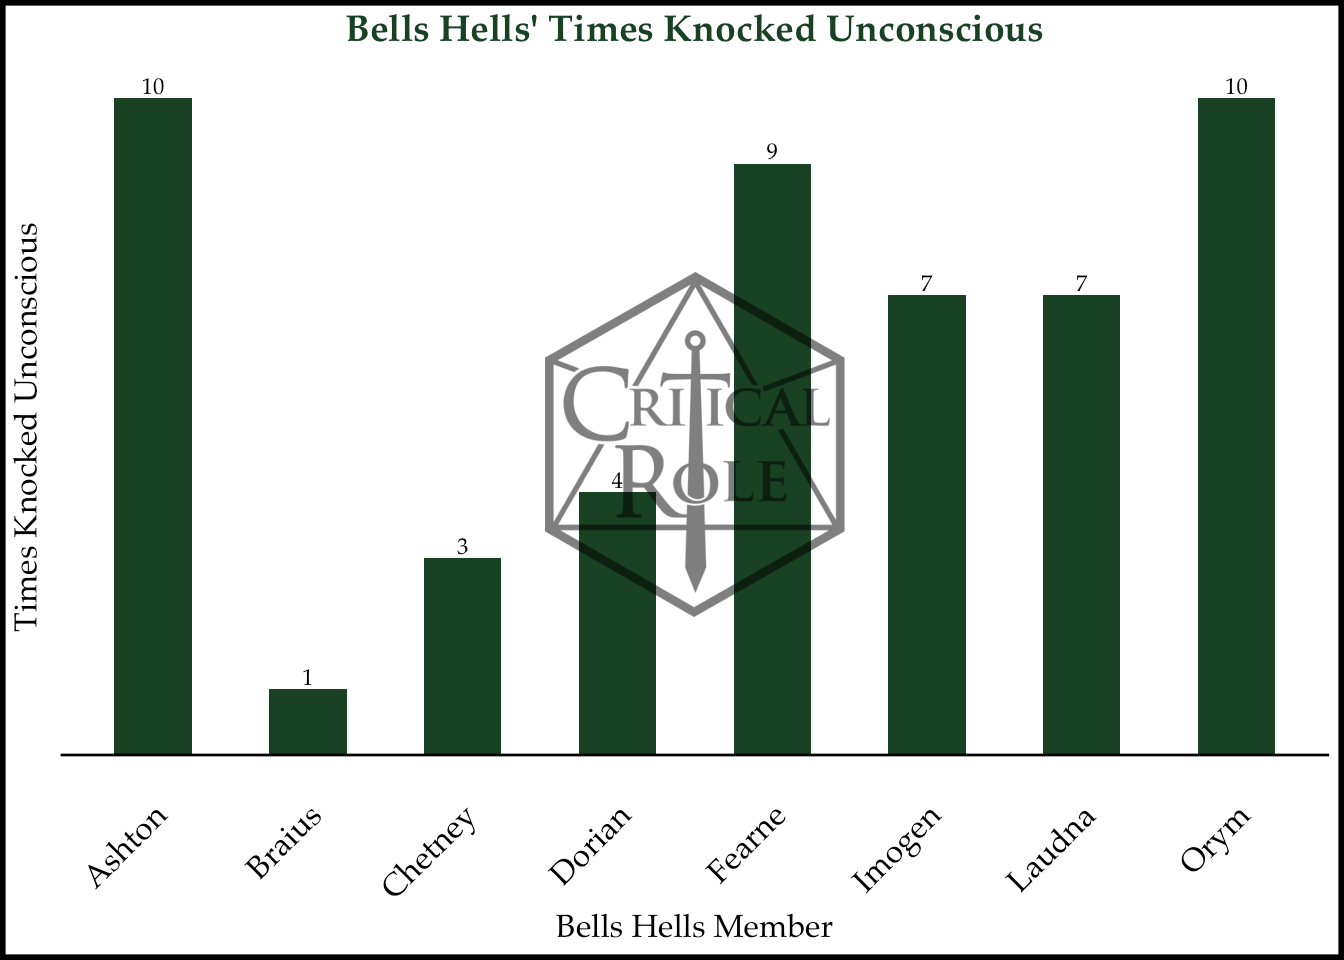 Bells Hells' Times Knocked Unconscious
10
10
9
7
7
4
3
1
CRITICAL
ROLE
Times Knocked Unconscious
Ashton
Braius
Chetney
Dorian
Fearne
Imogen
Laudna
Orym
Bells Hells Member